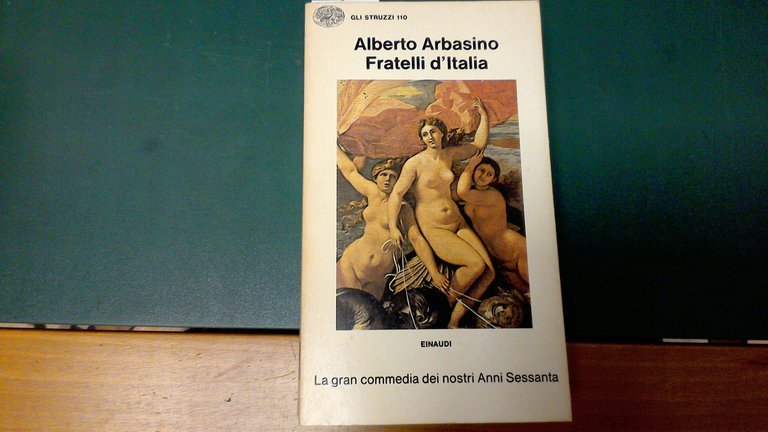 GLI STRUZZI 110
Alberto Arbasino
Fratelli d'Italia
EINAUDI
La gran commedia dei nostri Anni Sessanta